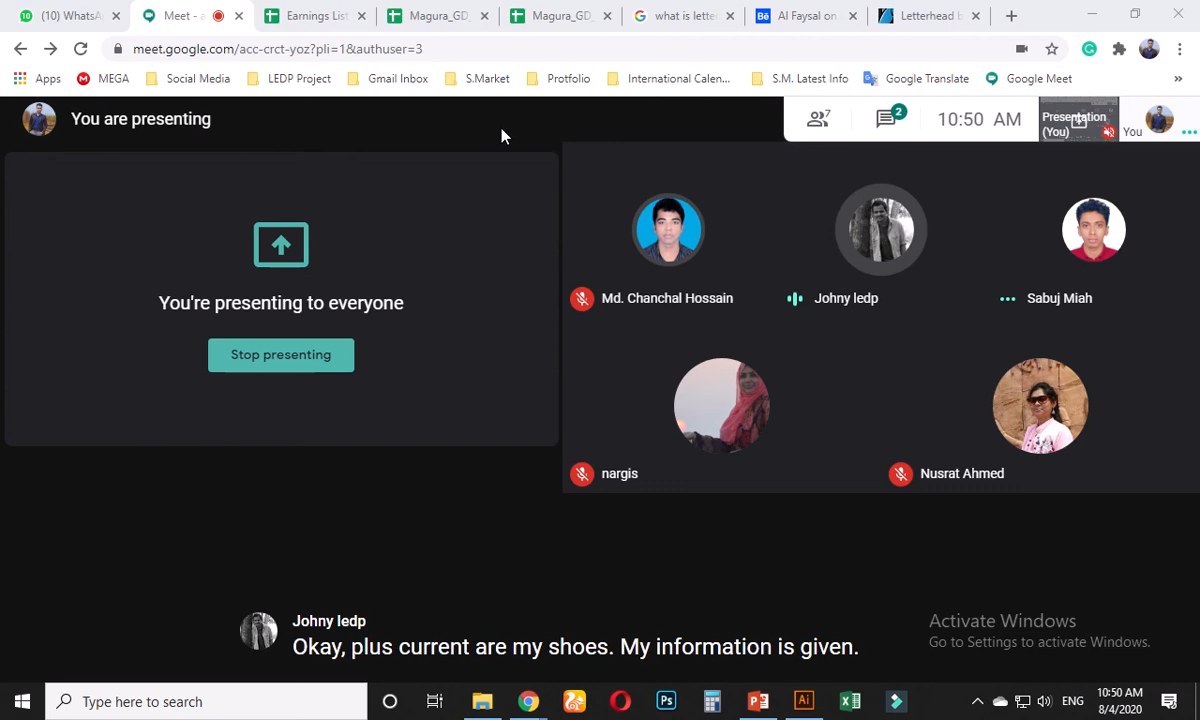 (10) WhatsA
Meet - a
Earnings List
Magura_GD_
Magura_GD_
what is lette
Al Faysal on
Letterhead b
meet.google.com/acc-crct-yoz?pli=1&authuser=3
Apps
MEGA
Social Media
LEDP Project
Gmail Inbox
S.Market
Protfolio
International Calen...
S.M. Latest Info
Google Translate
Google Meet
You are presenting
7
2
10:50 AM
Presentation
(You)
You
You're presenting to everyone
Stop presenting
Md. Chanchal Hossain
Johny ledp
Sabuj Miah
nargis
Nusrat Ahmed
Johny ledp
Okay, plus current are my shoes. My information is given.
Activate Windows
Go to Settings to activate Windows.
Type here to search
Ps
Ai
ENG
10:50 AM
8/4/2020